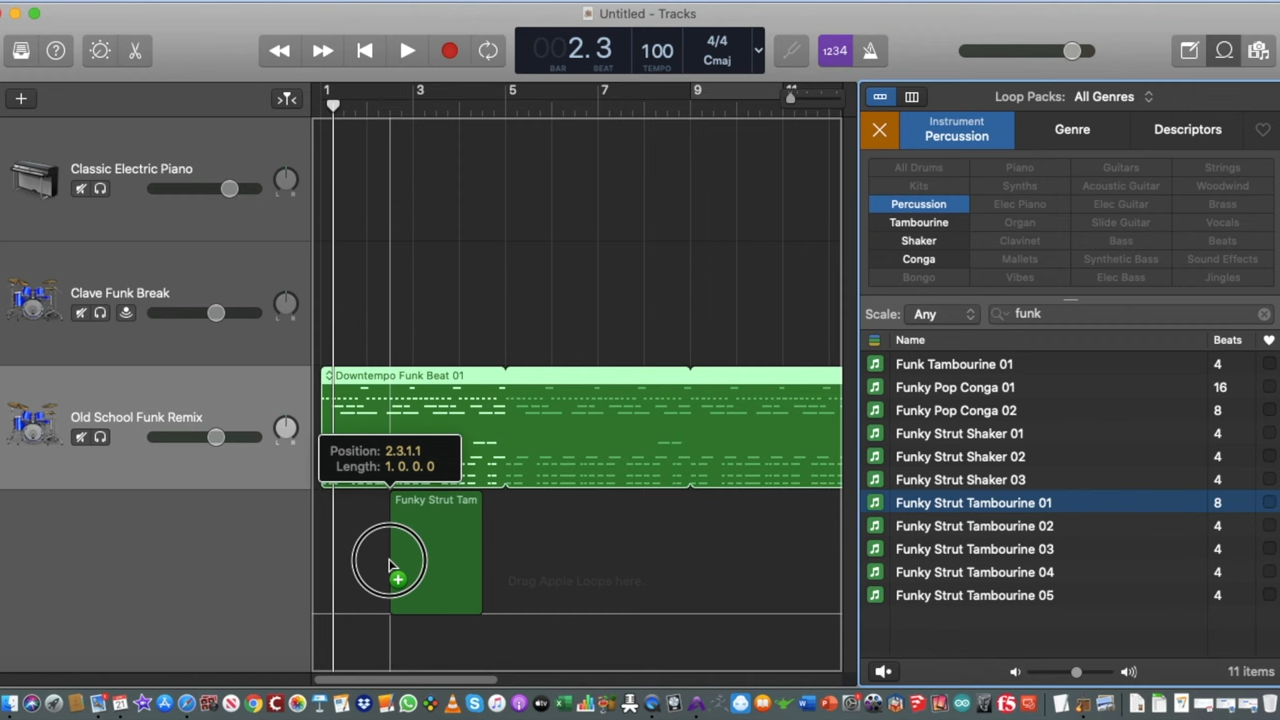 Untitled - Tracks
002.3
BAR
BEAT
100
TEMPO
4/4
Cmaj
1234
1
3
5
7
9
11
Loop Packs: All Genres
Instrument
Percussion
Genre
Descriptors
All Drums
Piano
Guitars
Strings
Kits
Synths
Acoustic Guitar
Woodwind
Percussion
Elec Piano
Elec Guitar
Brass
Tambourine
Organ
Slide Guitar
Vocals
Shaker
Clavinet
Bass
Beats
Conga
Mallets
Synthetic Bass
Sound Effects
Bongo
Vibes
Elec Bass
Jingles
Scale: Any
funk
Name
Beats
Funk Tambourine 01
4
Funky Pop Conga 01
16
Funky Pop Conga 02
8
Funky Strut Shaker 01
4
Funky Strut Shaker 02
4
Funky Strut Shaker 03
4
Funky Strut Tambourine 01
8
Funky Strut Tambourine 02
4
Funky Strut Tambourine 03
4
Funky Strut Tambourine 04
4
Funky Strut Tambourine 05
4
11 items
Classic Electric Piano
L R
Clave Funk Break
L R
Old School Funk Remix
L R
Downtempo Funk Beat 01
Position: 2.3.1.1
Length: 1. 0. 0. 0
Funky Strut Tam
Drag Apple Loops here.